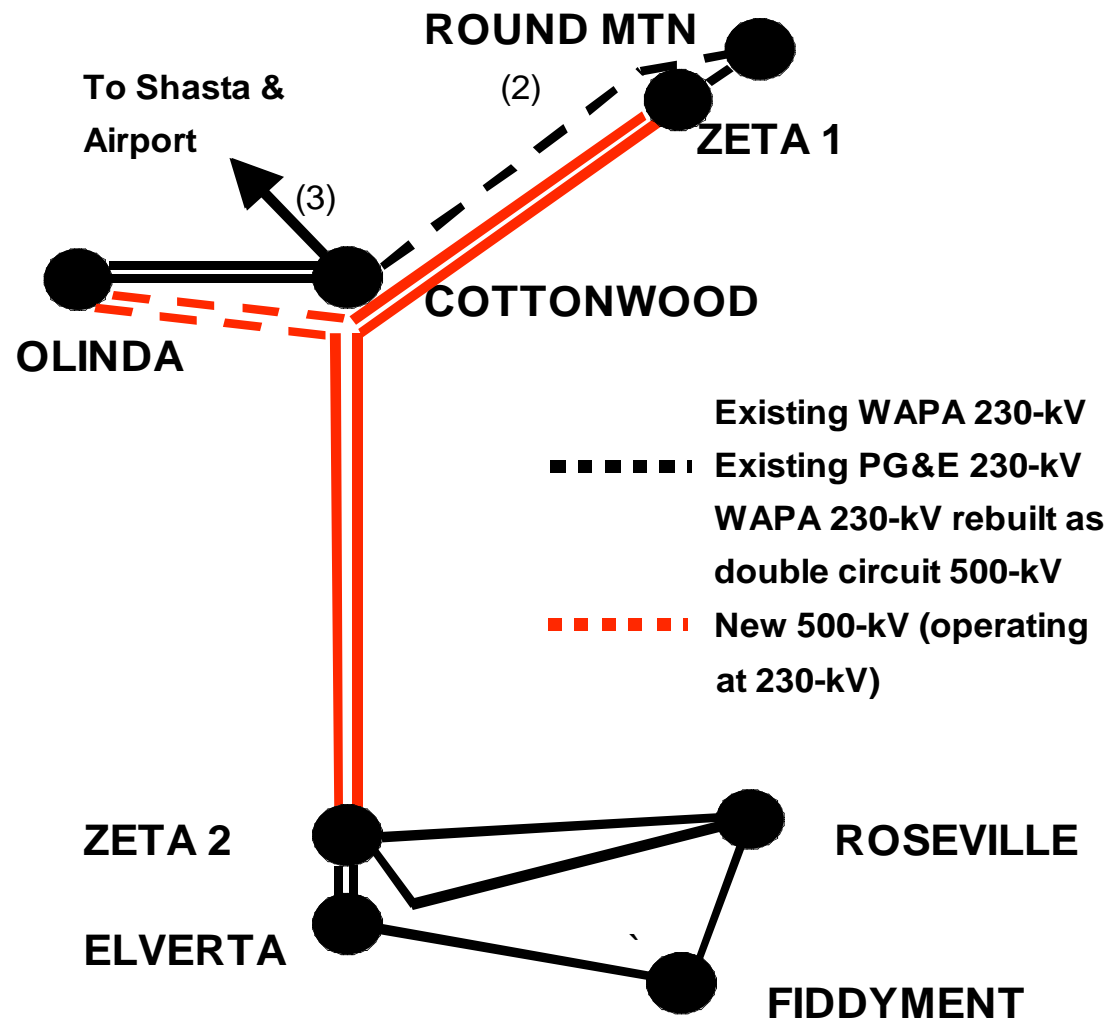 ROUND MTN
To Shasta &
Airport
(2)
ZETA 1
(3)
COTTONWOOD
OLINDA
Existing WAPA 230-kV
Existing PG&E 230-kV
WAPA 230-kV rebuilt as
double circuit 500-kV
New 500-kV (operating
at 230-kV)
ZETA 2
ROSEVILLE
ELVERTA
`
FIDDYMENT